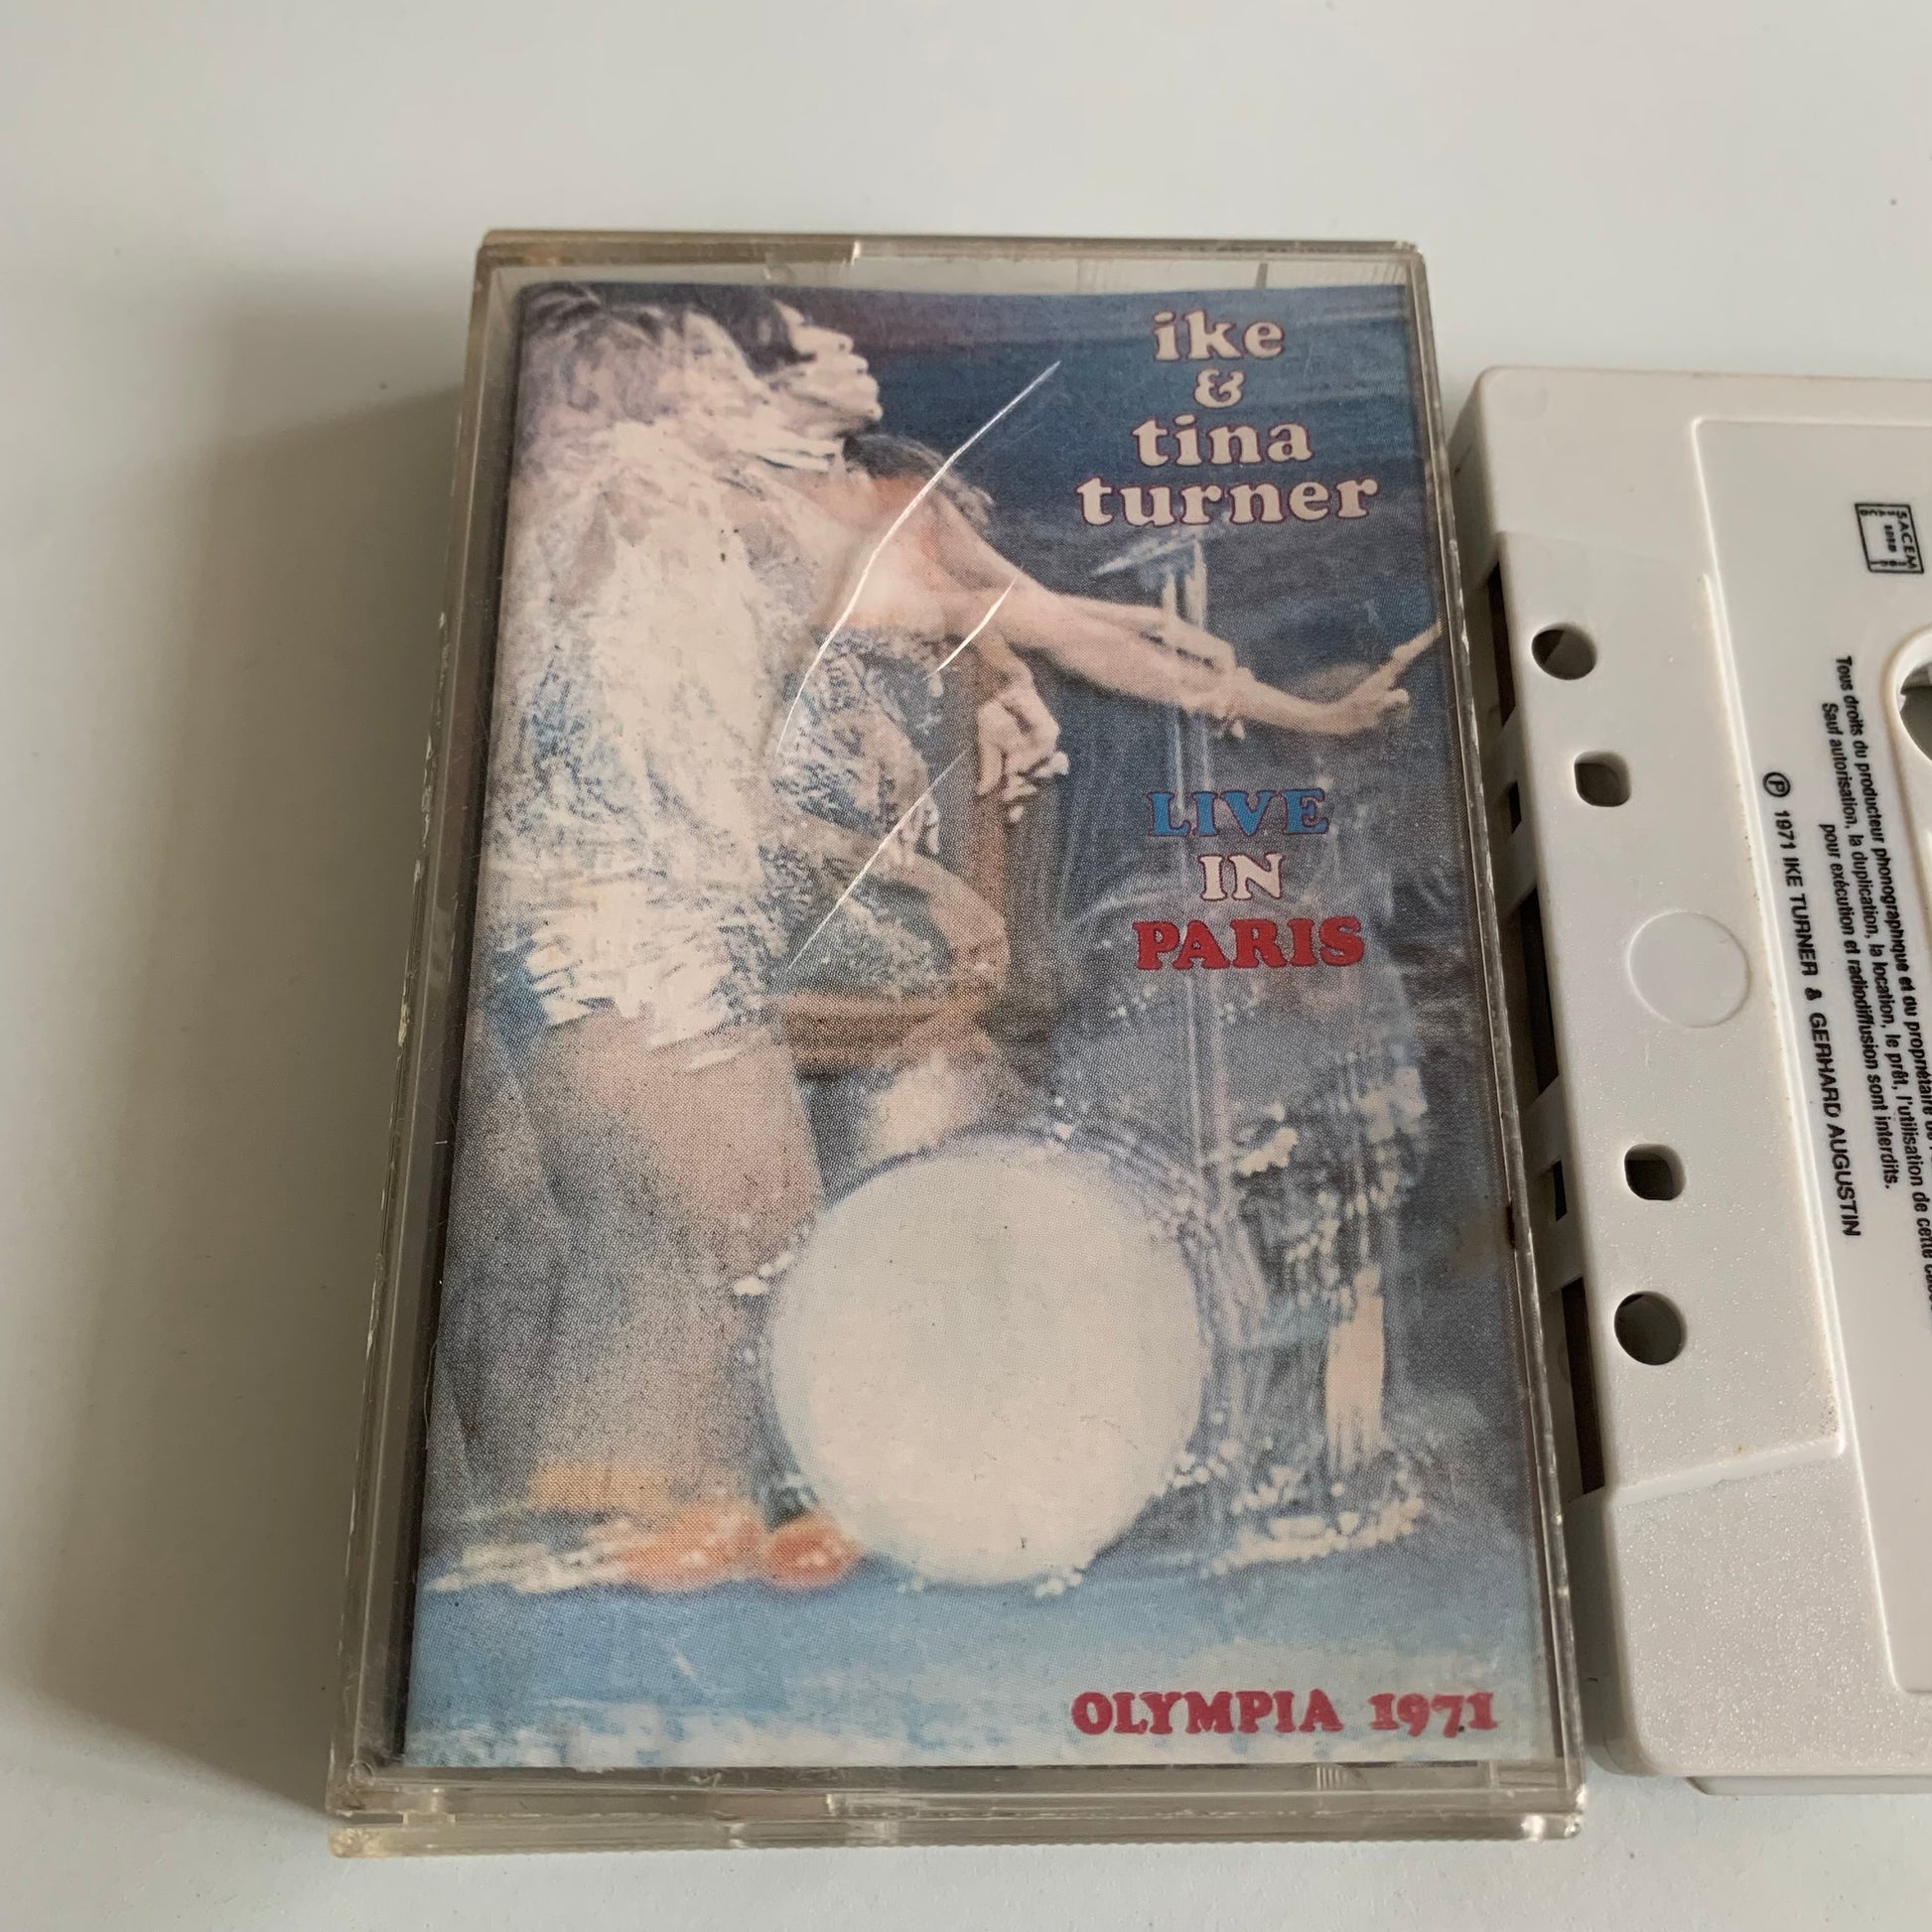 ike
&
tina
turner
LIVE
IN
PARIS
OLYMPIA 1971
SACEM
Tous droits du producteur phonographique et du propriétaire de
Sauf autorisation, la duplication, la location, le prêt, l'utilisation de cette
pour exécution et radiodiffusion sont interdits.
℗ 1971 IKE TURNER & GERHARD AUGUSTIN